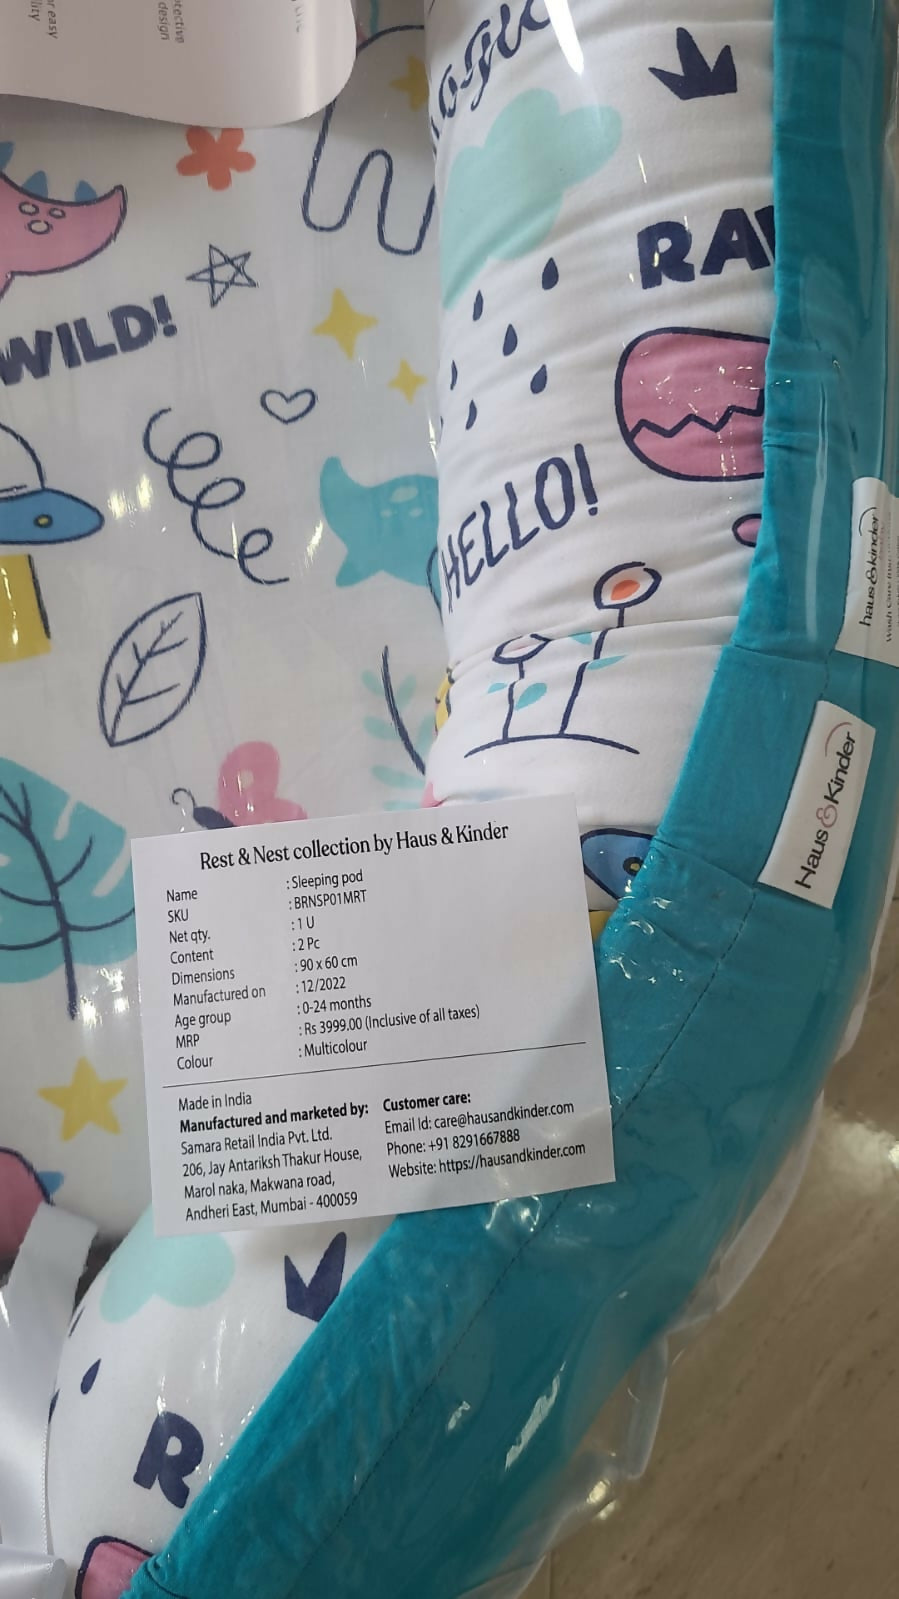 r easy
ility
tective
design
RAW
WILD!
HELLO!
haus & kinder
Haus & Kinder
Rest & Nest collection by Haus & Kinder
Name : Sleeping pod
SKU : BRNSP01MRT
Net qty. : 1 U
Content : 2 Pc
Dimensions : 90 x 60 cm
Manufactured on : 12/2022
Age group : 0-24 months
MRP : Rs 3999.00 (Inclusive of all taxes)
Colour : Multicolour
Made in India
Manufactured and marketed by:
Samara Retail India Pvt. Ltd.
206, Jay Antariksh Thakur House,
Marol naka, Makwana road,
Andheri East, Mumbai - 400059
Customer care:
Email Id: care@hausandkinder.com
Phone: +91 8291667888
Website: https://hausandkinder.com
R